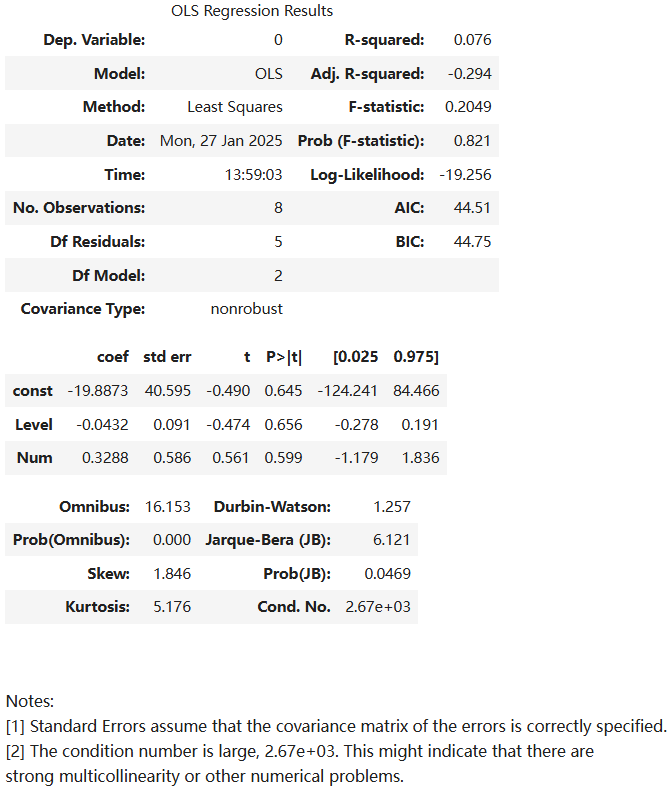 OLS Regression Results
Dep. Variable: 0 R-squared: 0.076
Model: OLS Adj. R-squared: -0.294
Method: Least Squares F-statistic: 0.2049
Date: Mon, 27 Jan 2025 Prob (F-statistic): 0.821
Time: 13:59:03 Log-Likelihood: -19.256
No. Observations: 8 AIC: 44.51
Df Residuals: 5 BIC: 44.75
Df Model: 2
Covariance Type: nonrobust
coef std err t P>|t| [0.025 0.975]
const -19.8873 40.595 -0.490 0.645 -124.241 84.466
Level -0.0432 0.091 -0.474 0.656 -0.278 0.191
Num 0.3288 0.586 0.561 0.599 -1.179 1.836
Omnibus: 16.153 Durbin-Watson: 1.257
Prob(Omnibus): 0.000 Jarque-Bera (JB): 6.121
Skew: 1.846 Prob(JB): 0.0469
Kurtosis: 5.176 Cond. No. 2.67e+03
Notes:
[1] Standard Errors assume that the covariance matrix of the errors is correctly specified.
[2] The condition number is large, 2.67e+03. This might indicate that there are
strong multicollinearity or other numerical problems.